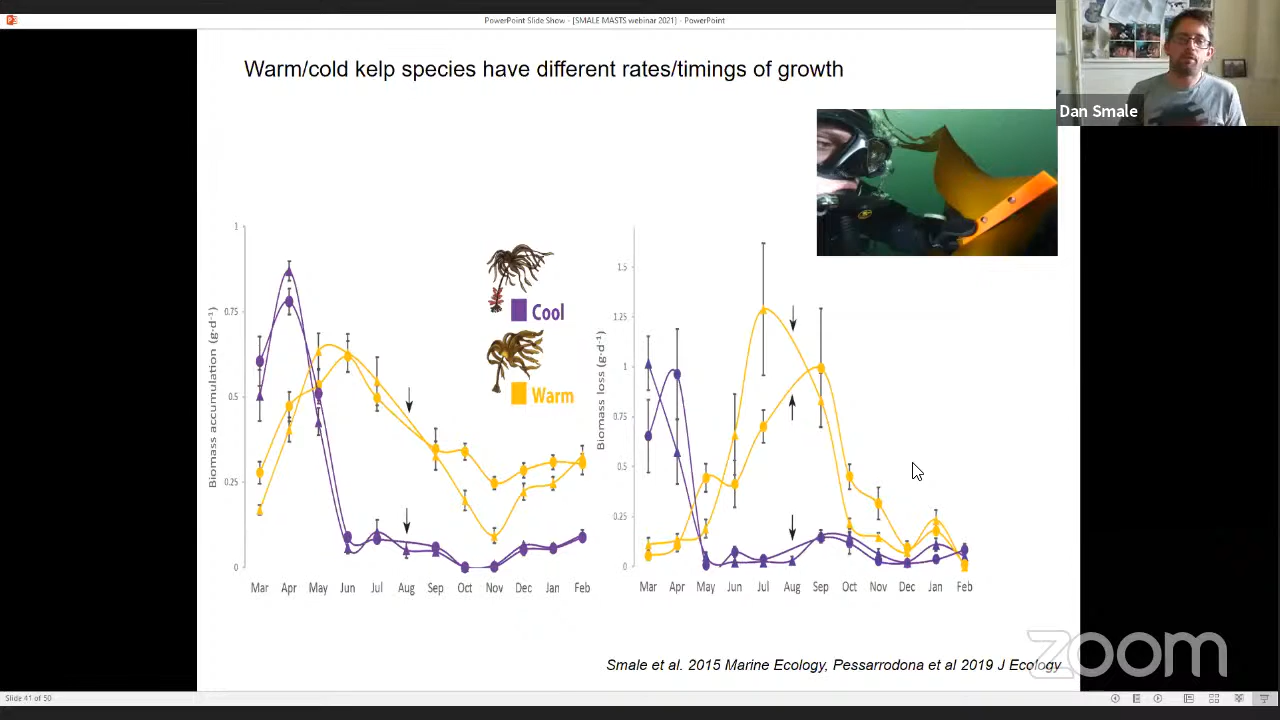 PowerPoint Slide Show - [SMALE MASTS webinar 2021] - PowerPoint
Warm/cold kelp species have different rates/timings of growth
Dan Smale
Biomass accumulation (g·d⁻¹)
1
0.75
0.5
0.25
0
Mar Apr May Jun Jul Aug Sep Oct Nov Dec Jan Feb
Cool
Warm
Biomass loss (g·d⁻¹)
1.5
1.25
1
0.75
0.5
0.25
0
Mar Apr May Jun Jul Aug Sep Oct Nov Dec Jan Feb
Smale et al. 2015 Marine Ecology, Pessarrodona et al 2019 J Ecology
zoom
Slide 41 of 50